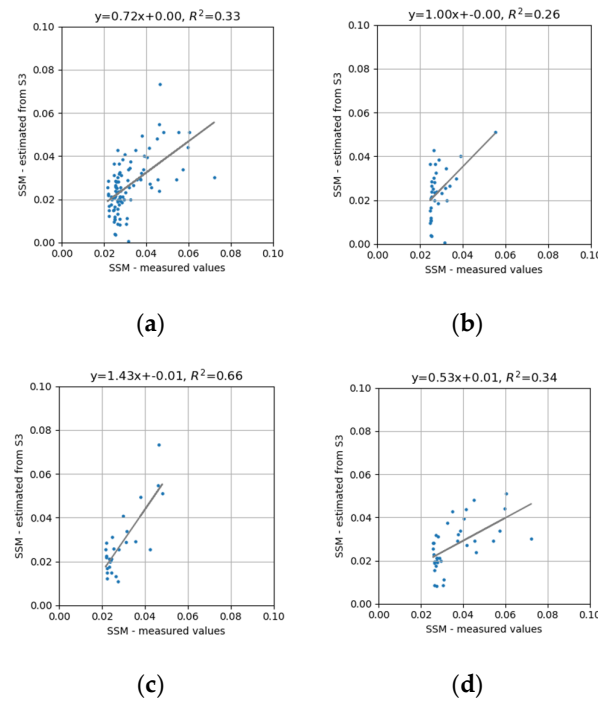 y=0.72x+0.00, R²=0.33
0.10
0.08
0.06
0.04
0.02
0.00
SSM - estimated from S3
0.00 0.02 0.04 0.06 0.08 0.10
SSM - measured values
(a)
y=1.00x+-0.00, R²=0.26
0.10
0.08
0.06
0.04
0.02
0.00
SSM - estimated from S3
0.00 0.02 0.04 0.06 0.08 0.10
SSM - measured values
(b)
y=1.43x+-0.01, R²=0.66
0.10
0.08
0.06
0.04
0.02
0.00
SSM - estimated from S3
0.00 0.02 0.04 0.06 0.08 0.10
SSM - measured values
(c)
y=0.53x+0.01, R²=0.34
0.10
0.08
0.06
0.04
0.02
0.00
SSM - estimated from S3
0.00 0.02 0.04 0.06 0.08 0.10
SSM - measured values
(d)